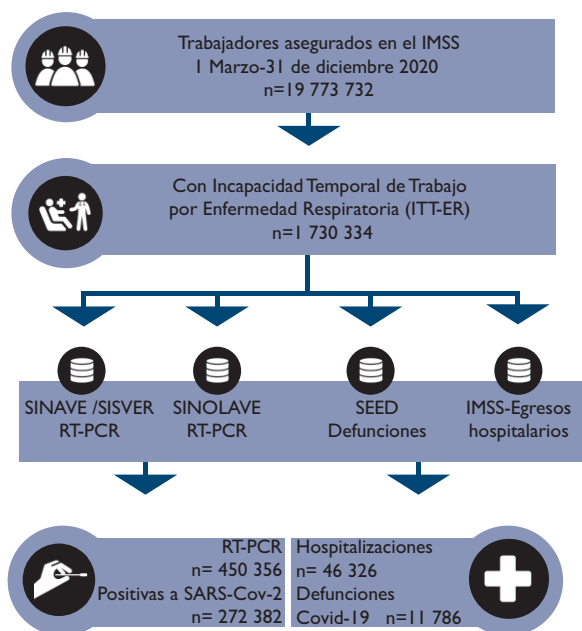 Trabajadores asegurados en el IMSS
1 Marzo-31 de diciembre 2020
n=19 773 732
Con Incapacidad Temporal de Trabajo
por Enfermedad Respiratoria (ITT-ER)
n=1 730 334
SINAVE /SISVER
RT-PCR
SINOLAVE
RT-PCR
SEED
Defunciones
IMSS-Egresos
hospitalarios
RT-PCR
n= 450 356
Positivas a SARS-Cov-2
n= 272 382
Hospitalizaciones
n= 46 326
Defunciones
Covid-19 n=11 786